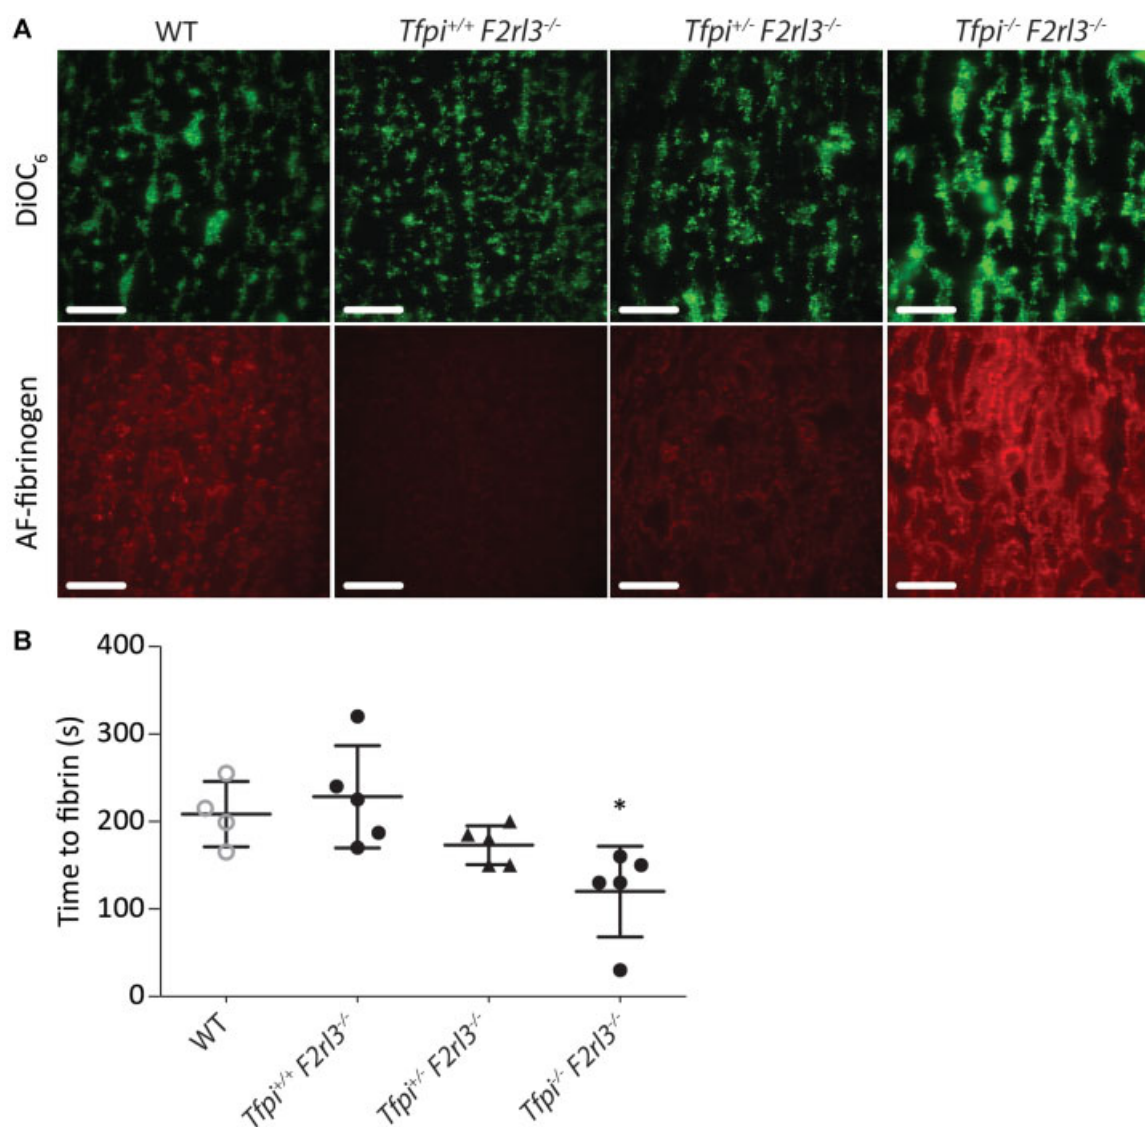 A
WT Tfpi+/+ F2rl3-/- Tfpi+/- F2rl3-/- Tfpi-/- F2rl3-/-
DiOC6
AF-fibrinogen
B
Time to fibrin (s)
400
300
200
100
0
*
WT
Tfpi+/+ F2rl3-/-
Tfpi+/- F2rl3-/-
Tfpi-/- F2rl3-/-